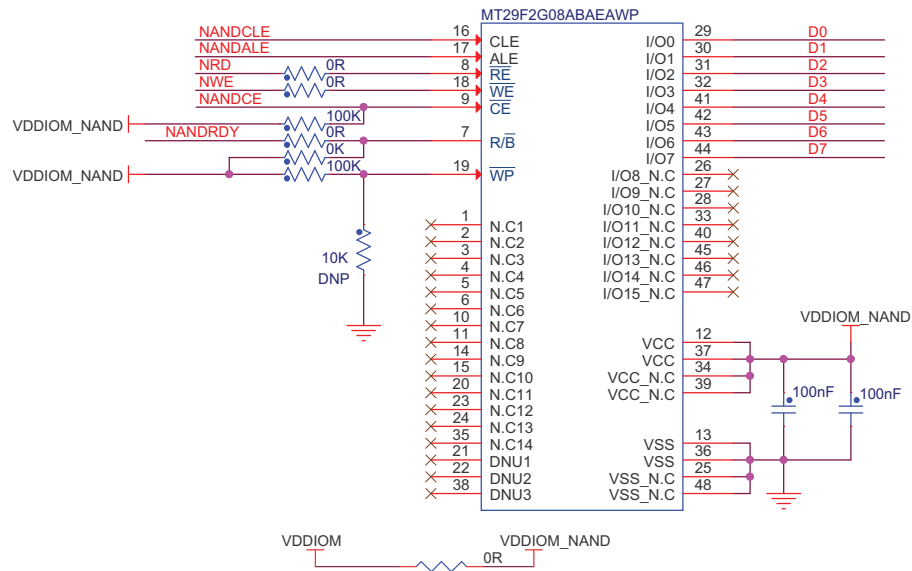 MT29F2G08ABAEAWP
NANDCLE 16 CLE I/O0 29 D0
NANDALE 17 ALE I/O1 30 D1
NRD 0R 8 RE I/O2 31 D2
NWE 0R 18 WE I/O3 32 D3
NANDCE 9 CE I/O4 41 D4
VDDIOM_NAND 100K I/O5 42 D5
NANDRDY 0R 7 R/B I/O6 43 D6
0K I/O7 44 D7
VDDIOM_NAND 100K 19 WP I/O8_N.C 26
I/O9_N.C 27
I/O10_N.C 28
1 N.C1 I/O11_N.C 33
2 N.C2 I/O12_N.C 40
3 N.C3 I/O13_N.C 45
10K 4 N.C4 I/O14_N.C 46
DNP 5 N.C5 I/O15_N.C 47
6 N.C6
10 N.C7 VDDIOM_NAND
11 N.C8 VCC 12
14 N.C9 VCC 37
15 N.C10 VCC_N.C 34
20 N.C11 VCC_N.C 39 100nF 100nF
23 N.C12
24 N.C13
35 N.C14 VSS 13
21 DNU1 VSS 36
22 DNU2 VSS_N.C 25
38 DNU3 VSS_N.C 48
VDDIOM 0R VDDIOM_NAND